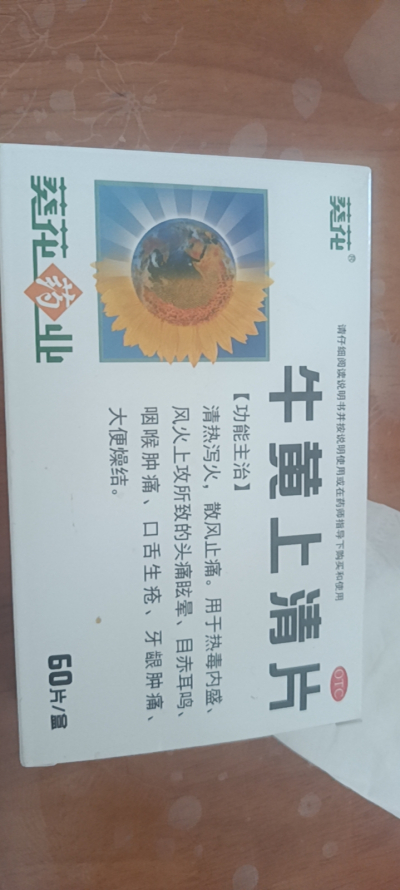 葵花®
请仔细阅读说明书并按说明使用或在药师指导下购买和使用
牛黄上清片
OTC
【功能主治】
清热泻火，散风止痛。用于热毒内盛、
风火上攻所致的头痛眩晕、目赤耳鸣、
咽喉肿痛、口舌生疮、牙龈肿痛、
大便燥结。
葵花药业
60片/盒